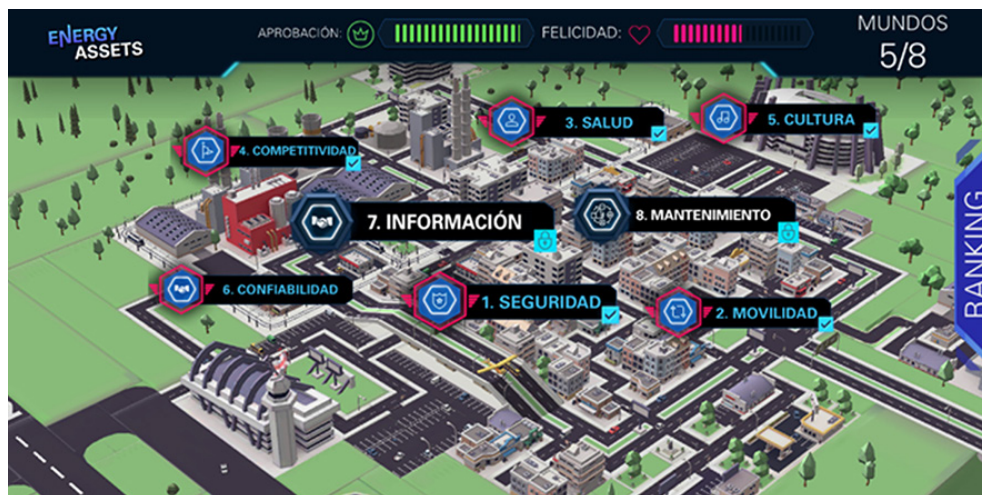 ENERGY
ASSETS
APROBACIÓN:
FELICIDAD:
MUNDOS
5/8
3. SALUD
5. CULTURA
4. COMPETITIVIDAD
7. INFORMACIÓN
8. MANTENIMIENTO
6. CONFIABILIDAD
1. SEGURIDAD
2. MOVILIDAD
RANKING